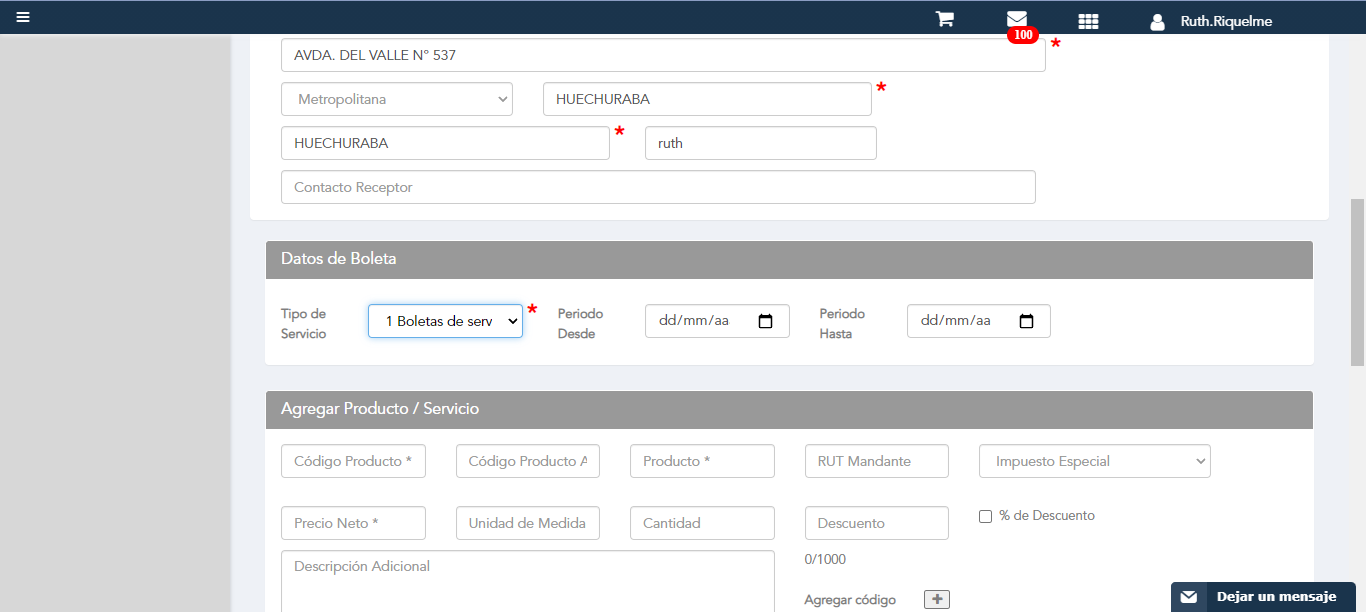 Ruth.Riquelme
100
AVDA. DEL VALLE N° 537 *
Metropolitana HUECHURABA *
HUECHURABA * ruth
Contacto Receptor
Datos de Boleta
Tipo de Servicio 1 Boletas de serv * Periodo Desde dd/mm/aa Periodo Hasta dd/mm/aa
Agregar Producto / Servicio
Código Producto * Código Producto A Producto * RUT Mandante Impuesto Especial
Precio Neto * Unidad de Medida Cantidad Descuento % de Descuento
Descripción Adicional 0/1000
Agregar código +
Dejar un mensaje